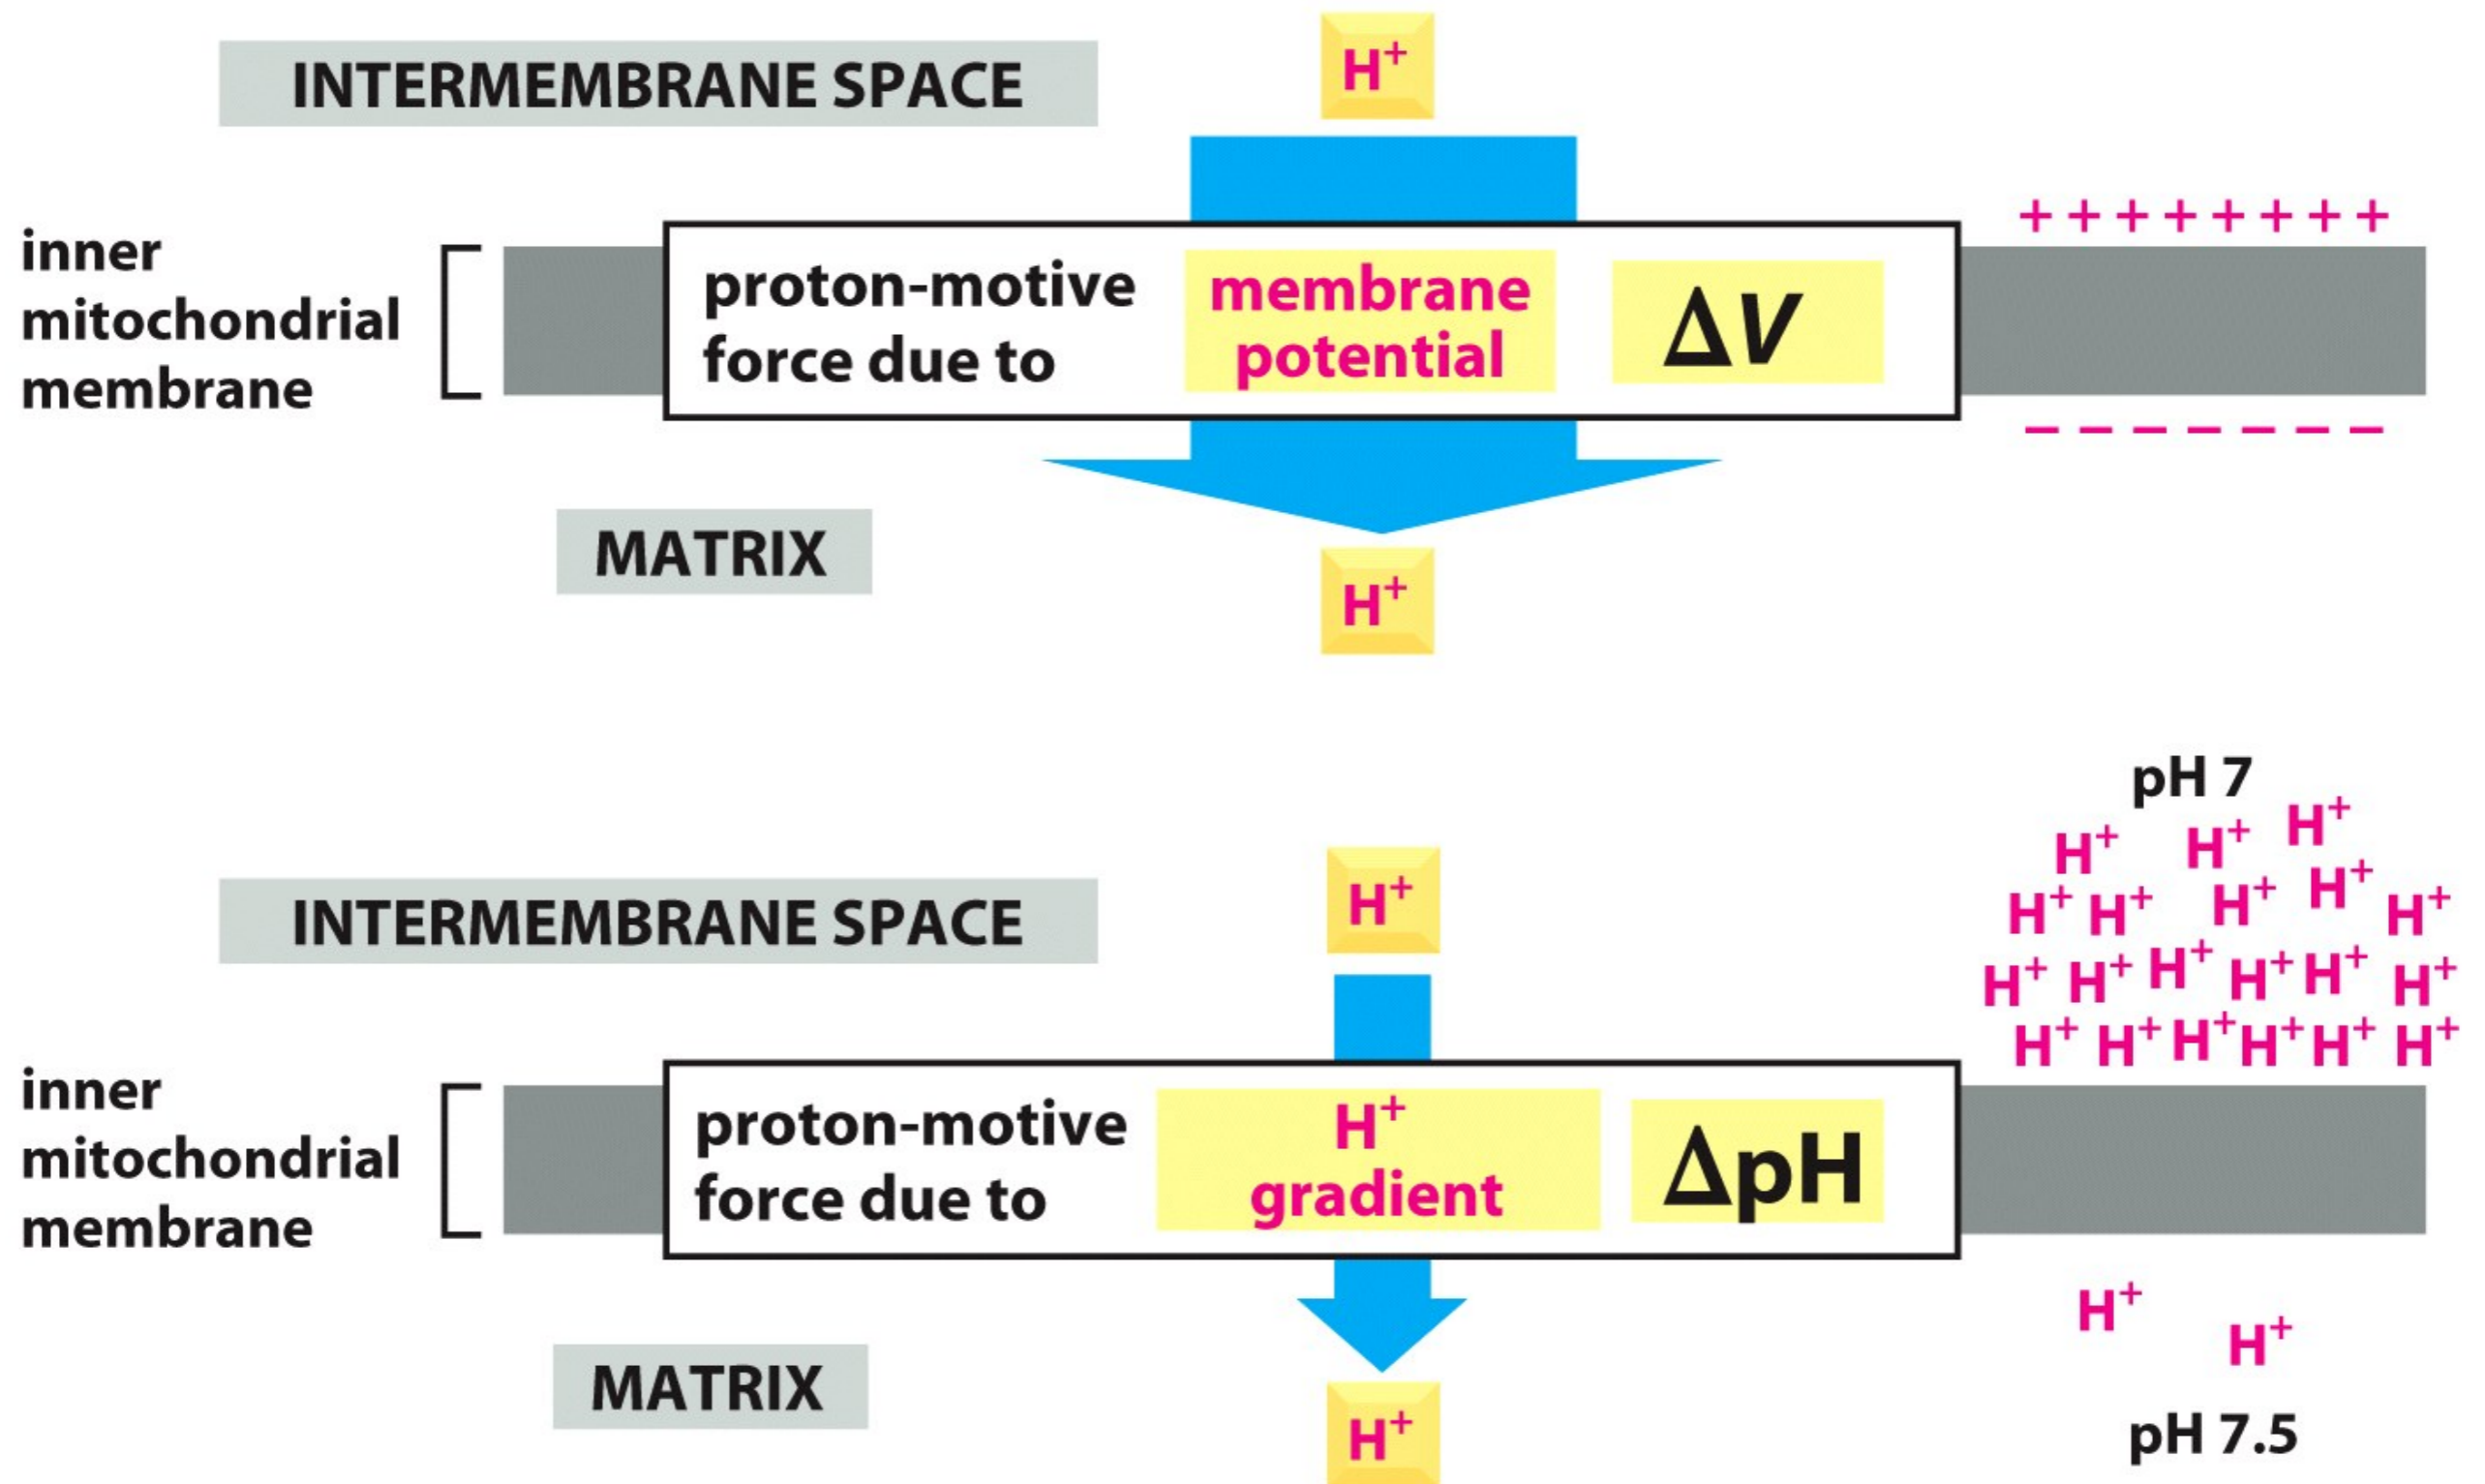 H⁺
INTERMEMBRANE SPACE
+ + + + + + + +
inner
mitochondrial
membrane
proton-motive
force due to
membrane
potential
ΔV
– – – – – – –
MATRIX
H⁺
pH 7
H⁺ H⁺ H⁺
H⁺ H⁺ H⁺ H⁺ H⁺
H⁺ H⁺ H⁺ H⁺ H⁺ H⁺
H⁺ H⁺ H⁺ H⁺ H⁺ H⁺
INTERMEMBRANE SPACE
H⁺
inner
mitochondrial
membrane
proton-motive
force due to
H⁺
gradient
ΔpH
H⁺
H⁺
MATRIX
H⁺
pH 7.5